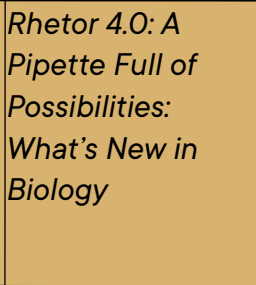 Rhetor 4.0: A
Pipette Full of
Possibilities:
What's New in
Biology